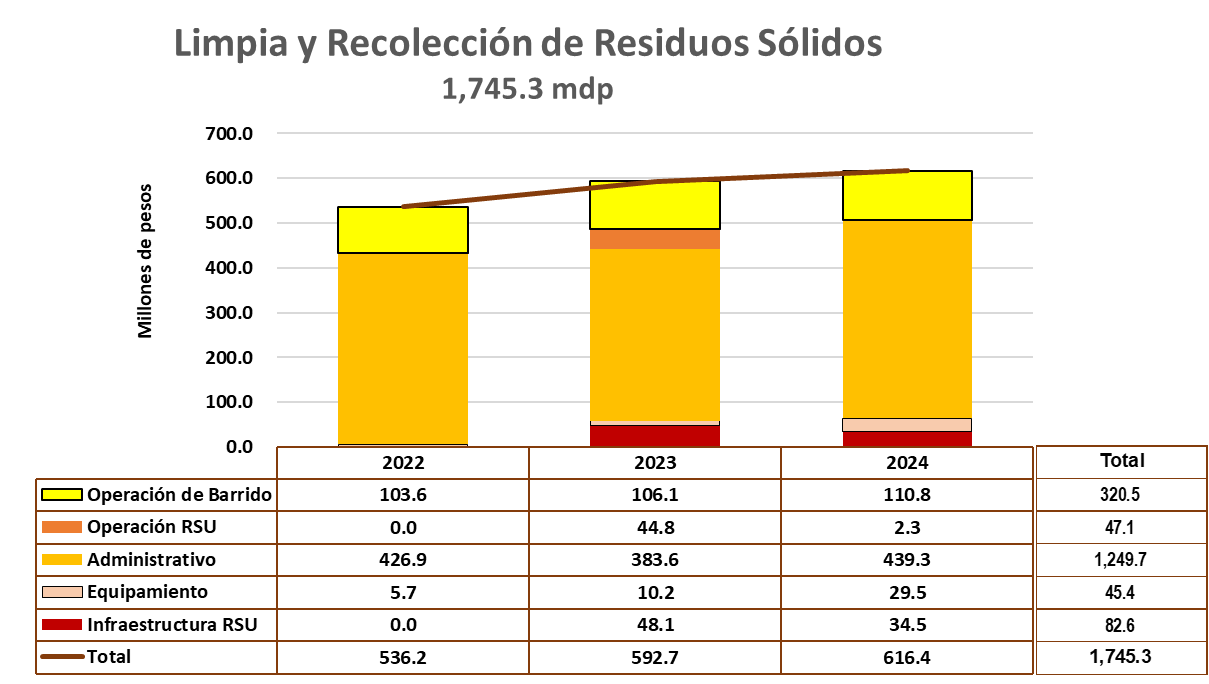 Limpia y Recolección de Residuos Sólidos
1,745.3 mdp
Millones de pesos
700.0
600.0
500.0
400.0
300.0
200.0
100.0
0.0
2022 2023 2024 Total
Operación de Barrido 103.6 106.1 110.8 320.5
Operación RSU 0.0 44.8 2.3 47.1
Administrativo 426.9 383.6 439.3 1,249.7
Equipamiento 5.7 10.2 29.5 45.4
Infraestructura RSU 0.0 48.1 34.5 82.6
Total 536.2 592.7 616.4 1,745.3